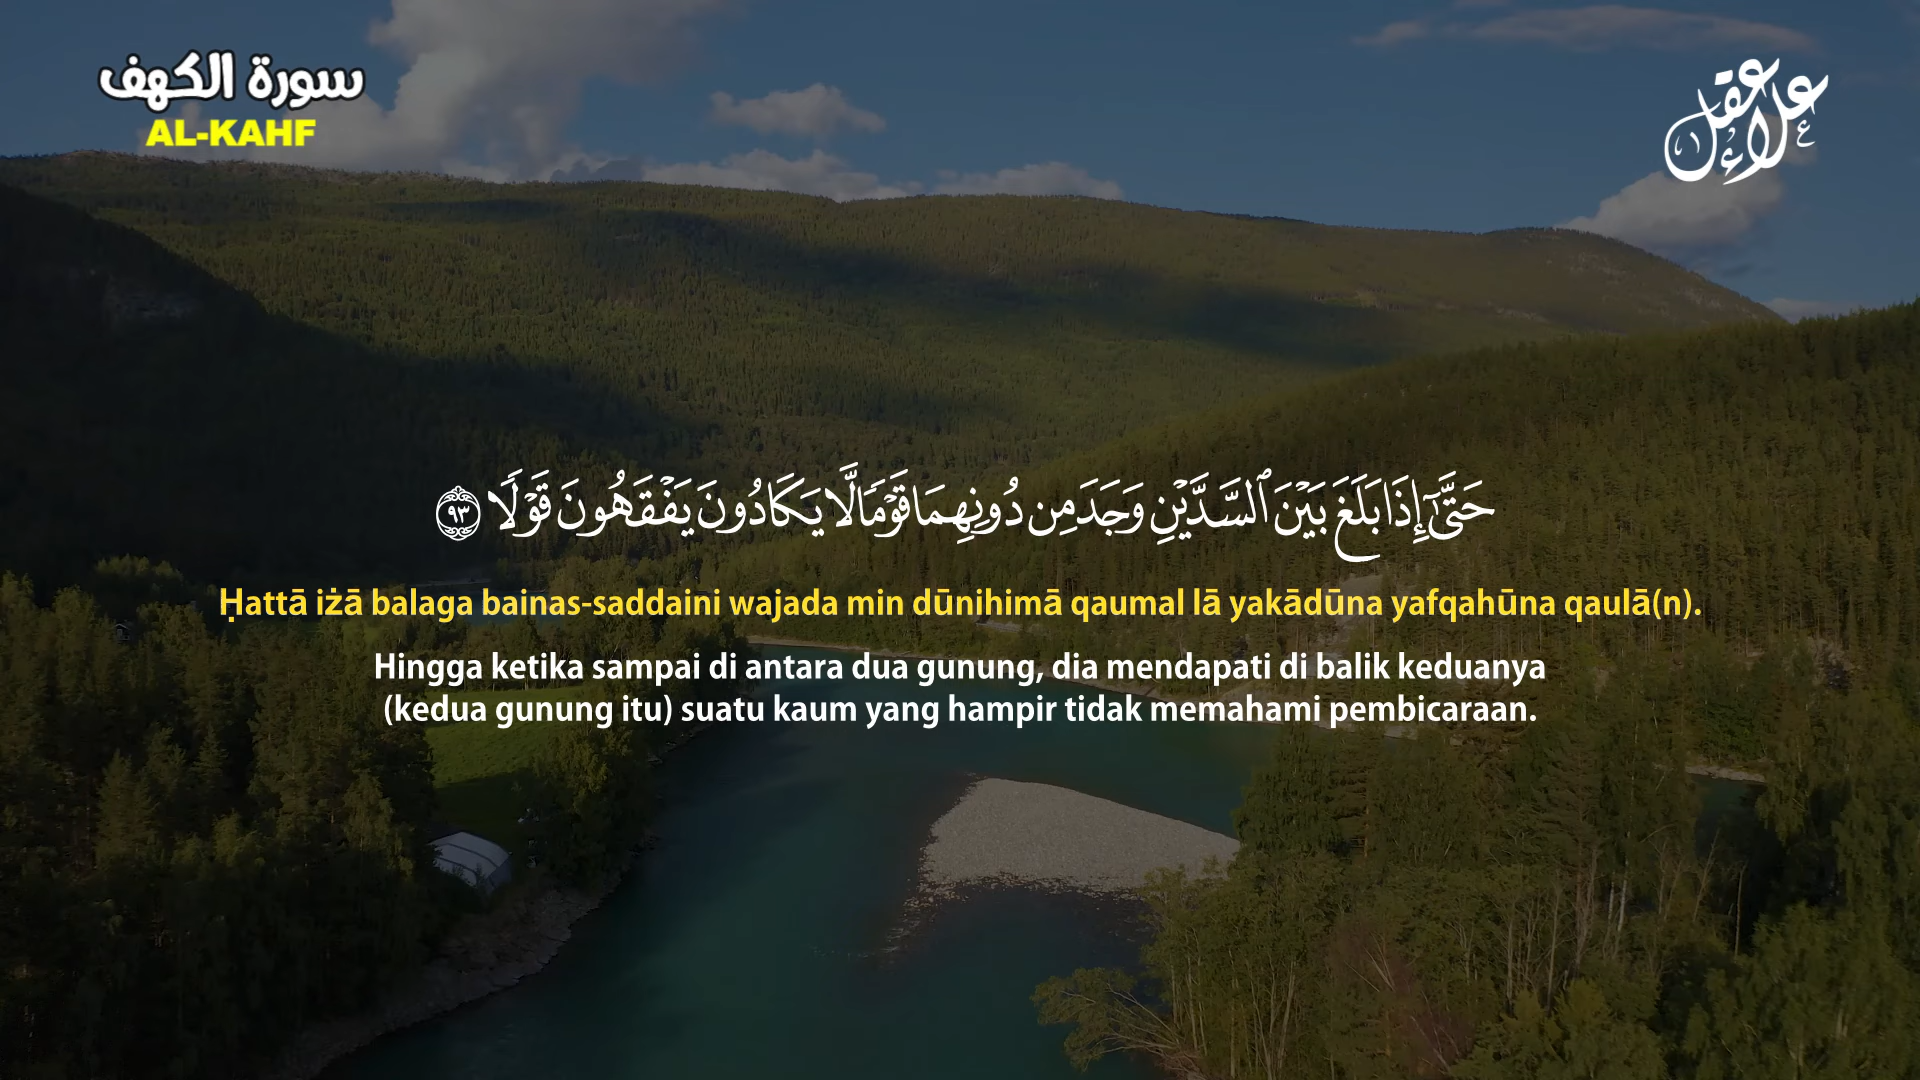 سورة الكهف
AL-KAHF
علاء عقل
حَتَّىٰٓ إِذَا بَلَغَ بَيْنَ ٱلسَّدَّيْنِ وَجَدَ مِن دُونِهِمَا قَوْمًا لَّا يَكَادُونَ يَفْقَهُونَ قَوْلًا ۝٩٣
Ḥattā iżā balaga bainas-saddaini wajada min dūnihimā qaumal lā yakādūna yafqahūna qaulā(n).
Hingga ketika sampai di antara dua gunung, dia mendapati di balik keduanya
(kedua gunung itu) suatu kaum yang hampir tidak memahami pembicaraan.